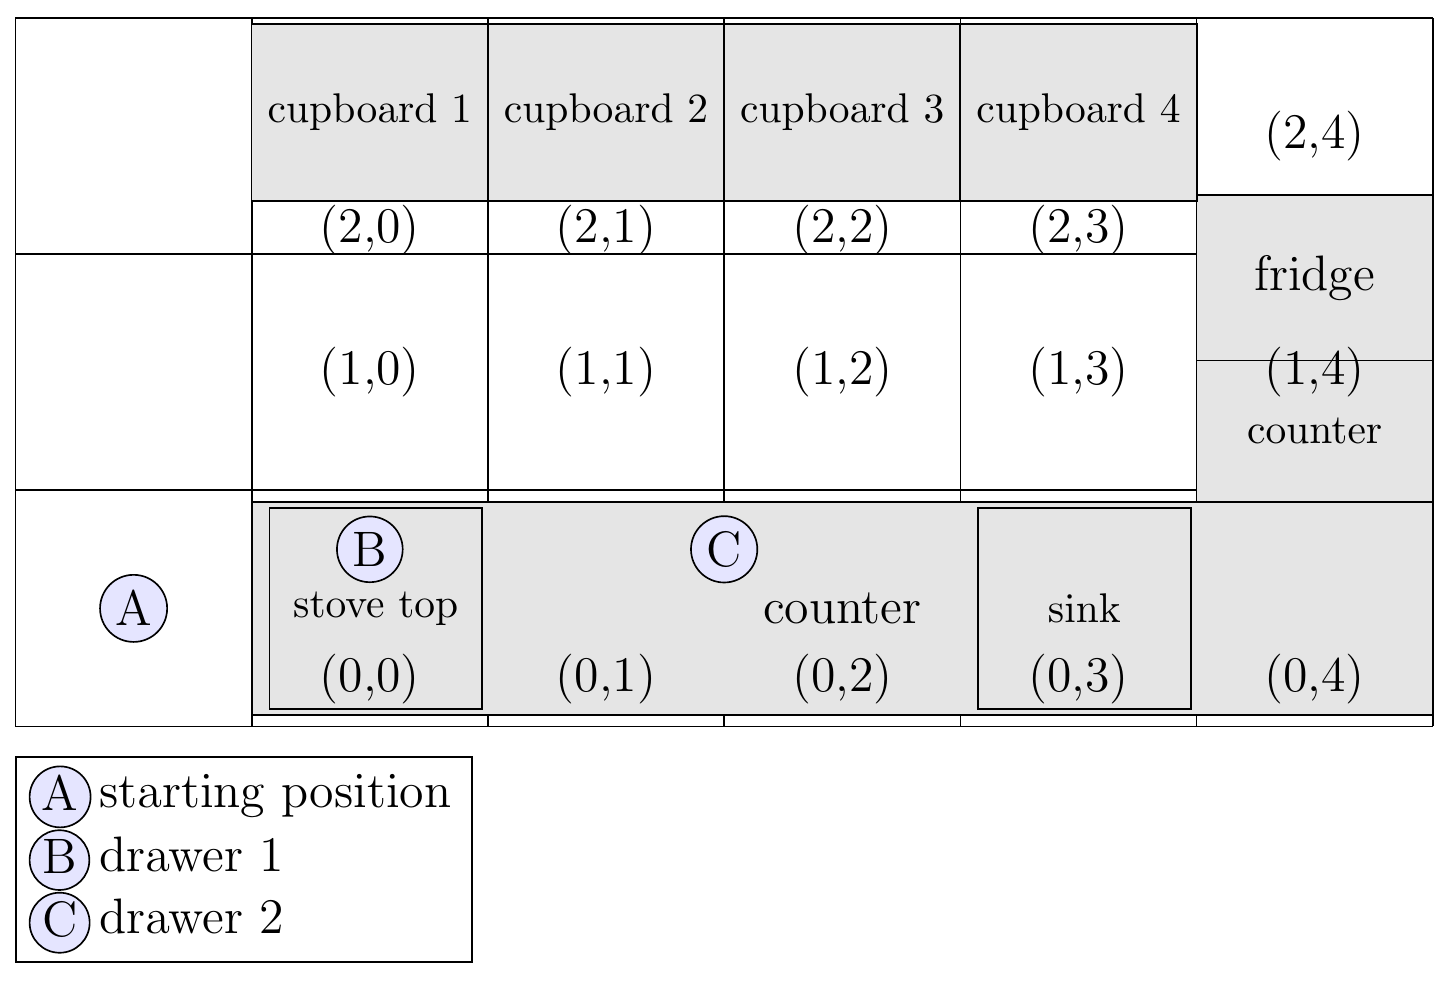 cupboard 1 cupboard 2 cupboard 3 cupboard 4
(2,4)
(2,0) (2,1) (2,2) (2,3)
fridge
(1,0) (1,1) (1,2) (1,3) (1,4)
counter
B C
A stove top counter sink
(0,0) (0,1) (0,2) (0,3) (0,4)
A starting position
B drawer 1
C drawer 2